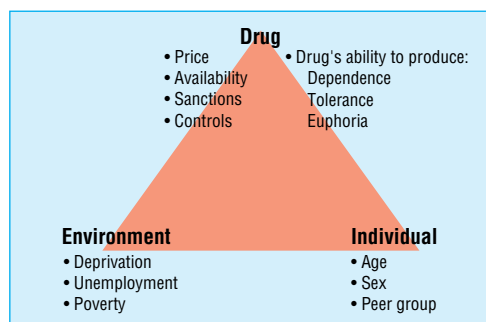 Drug
• Price
• Availability
• Sanctions
• Controls
• Drug's ability to produce:
Dependence
Tolerance
Euphoria
Environment
• Deprivation
• Unemployment
• Poverty
Individual
• Age
• Sex
• Peer group